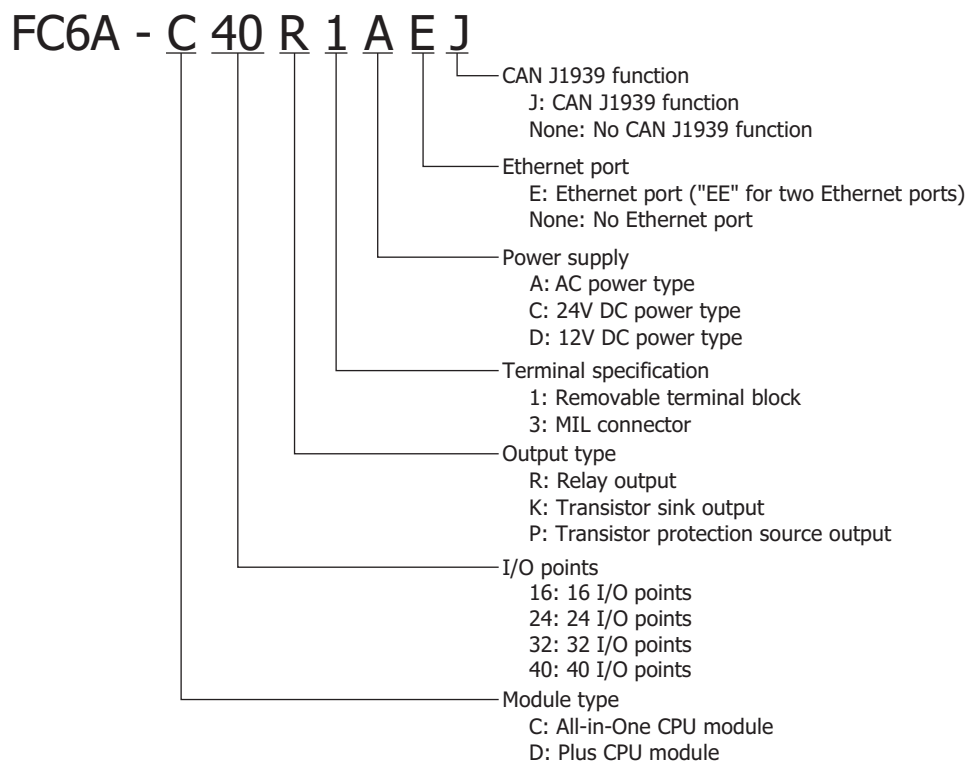 FC6A - C 40 R 1 A E J
CAN J1939 function
J: CAN J1939 function
None: No CAN J1939 function
Ethernet port
E: Ethernet port ("EE" for two Ethernet ports)
None: No Ethernet port
Power supply
A: AC power type
C: 24V DC power type
D: 12V DC power type
Terminal specification
1: Removable terminal block
3: MIL connector
Output type
R: Relay output
K: Transistor sink output
P: Transistor protection source output
I/O points
16: 16 I/O points
24: 24 I/O points
32: 32 I/O points
40: 40 I/O points
Module type
C: All-in-One CPU module
D: Plus CPU module